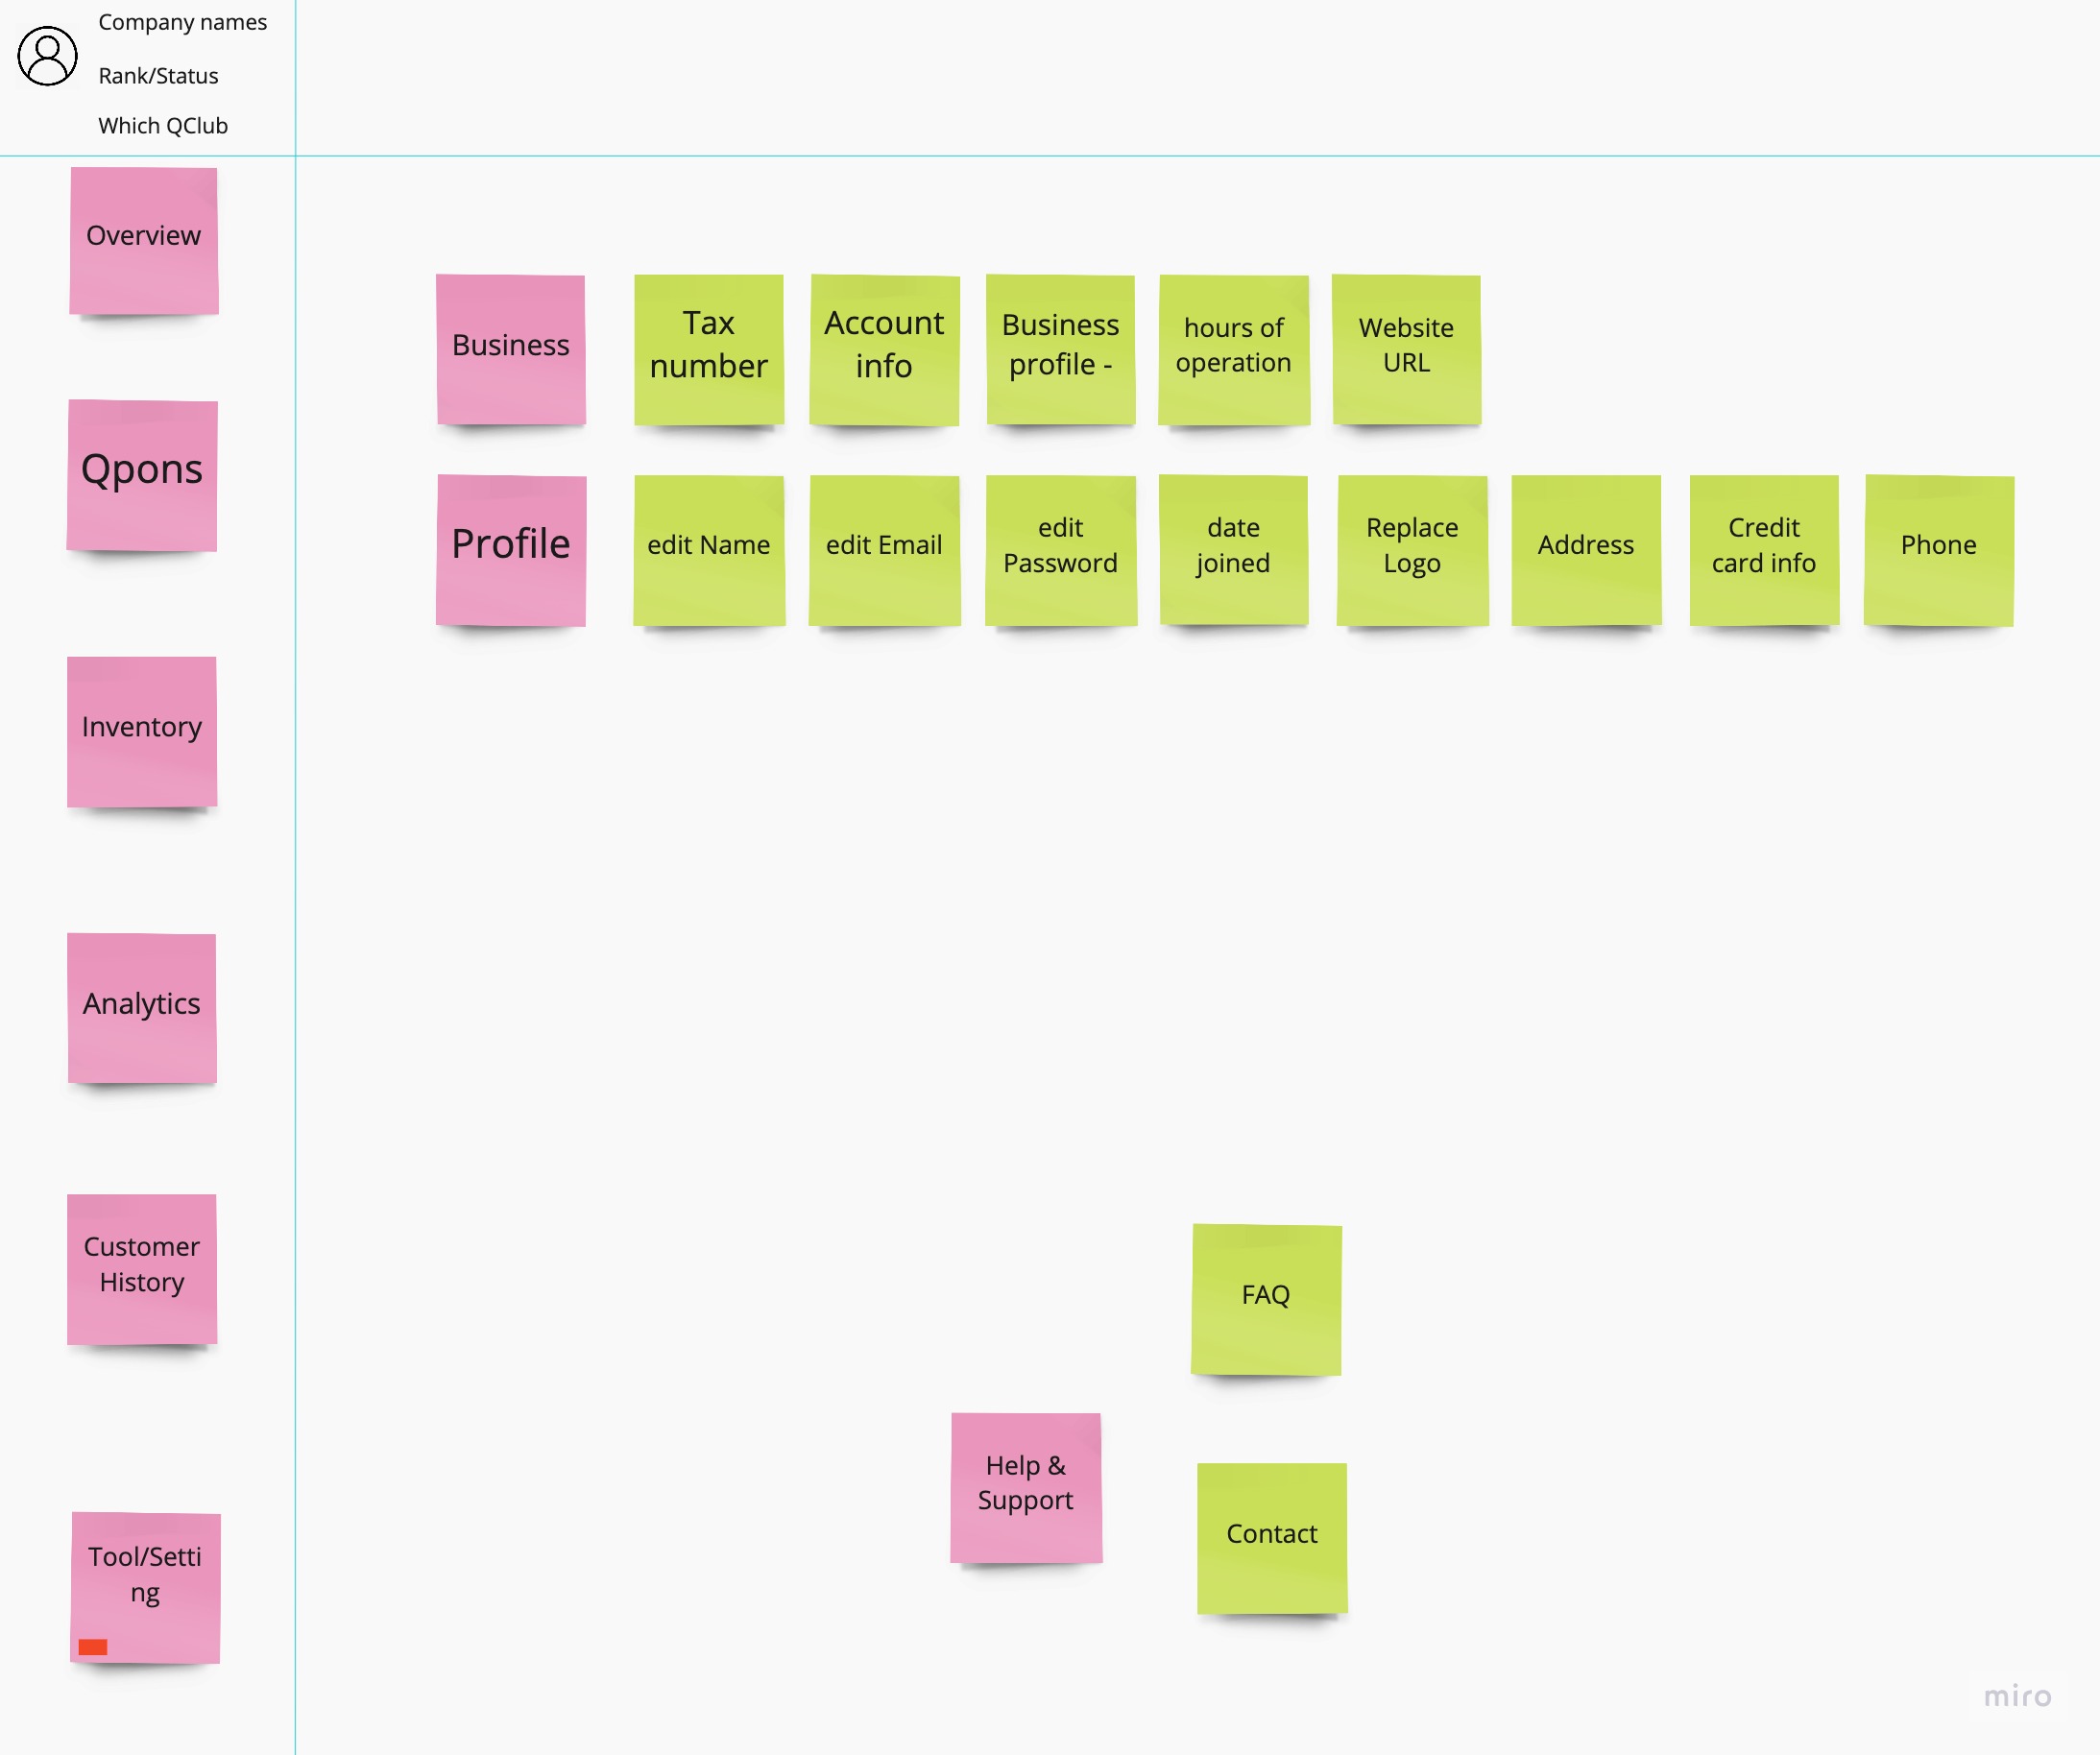 Company names
Rank/Status
Which QClub
Overview
Qpons
Inventory
Analytics
Customer
History
Tool/Setti
ng
Business
Tax
number
Account
info
Business
profile -
hours of
operation
Website
URL
Profile
edit Name
edit Email
edit
Password
date
joined
Replace
Logo
Address
Credit
card info
Phone
Help &
Support
FAQ
Contact
miro